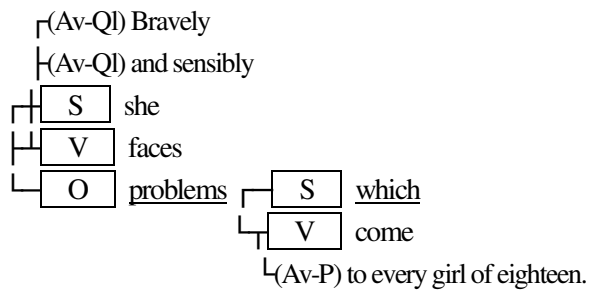 (Av-Ql) Bravely
(Av-Ql) and sensibly
S she
V faces
O problems S which
V come
(Av-P) to every girl of eighteen.